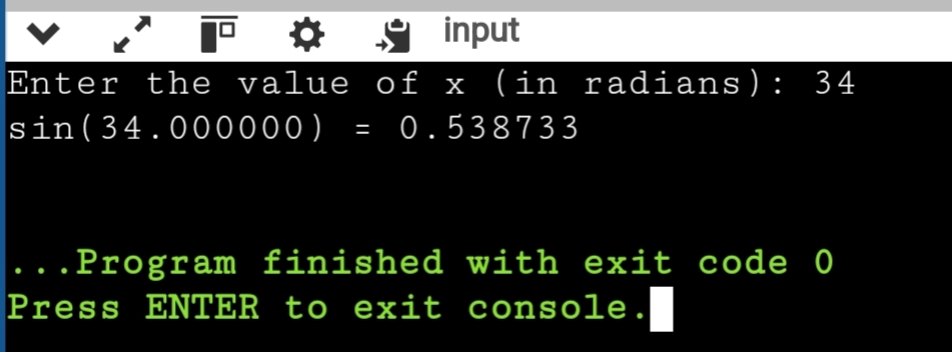 input
Enter the value of x (in radians): 34
sin(34.000000) = 0.538733
...Program finished with exit code 0
Press ENTER to exit console.